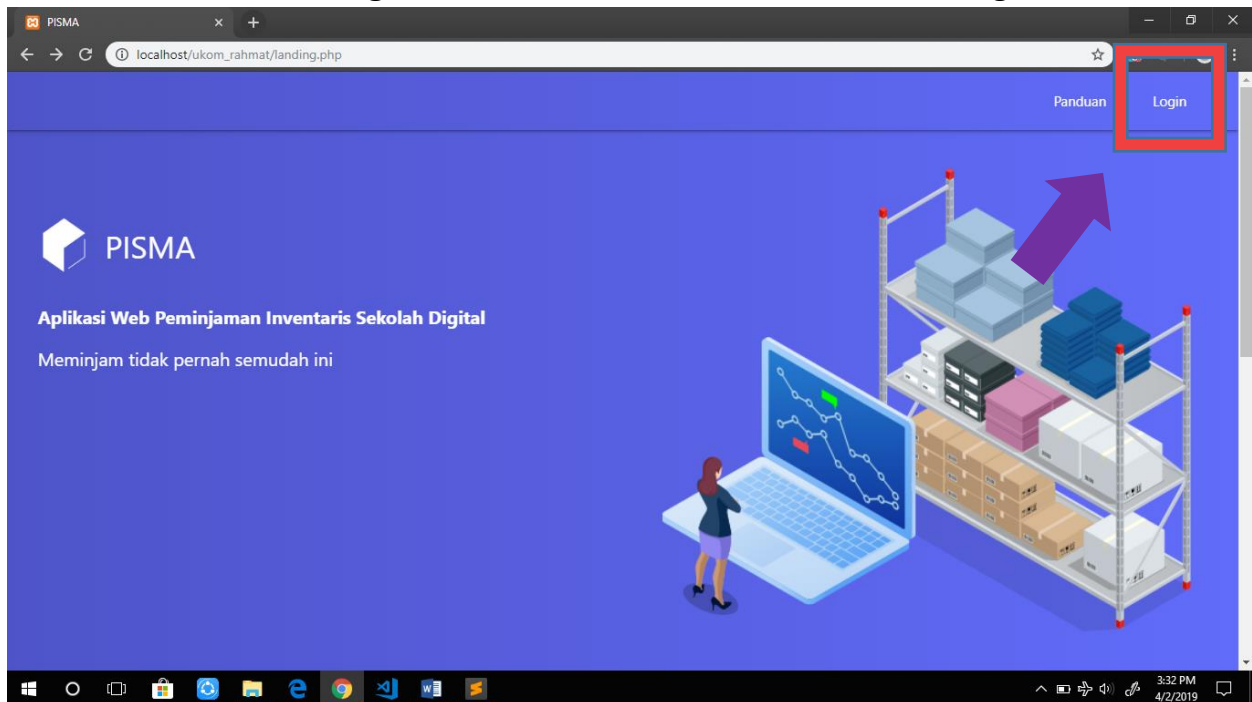 PISMA
localhost/ukom_rahmat/landing.php
Panduan
Login
PISMA
Aplikasi Web Peminjaman Inventaris Sekolah Digital
Meminjam tidak pernah semudah ini
3:32 PM
4/2/2019